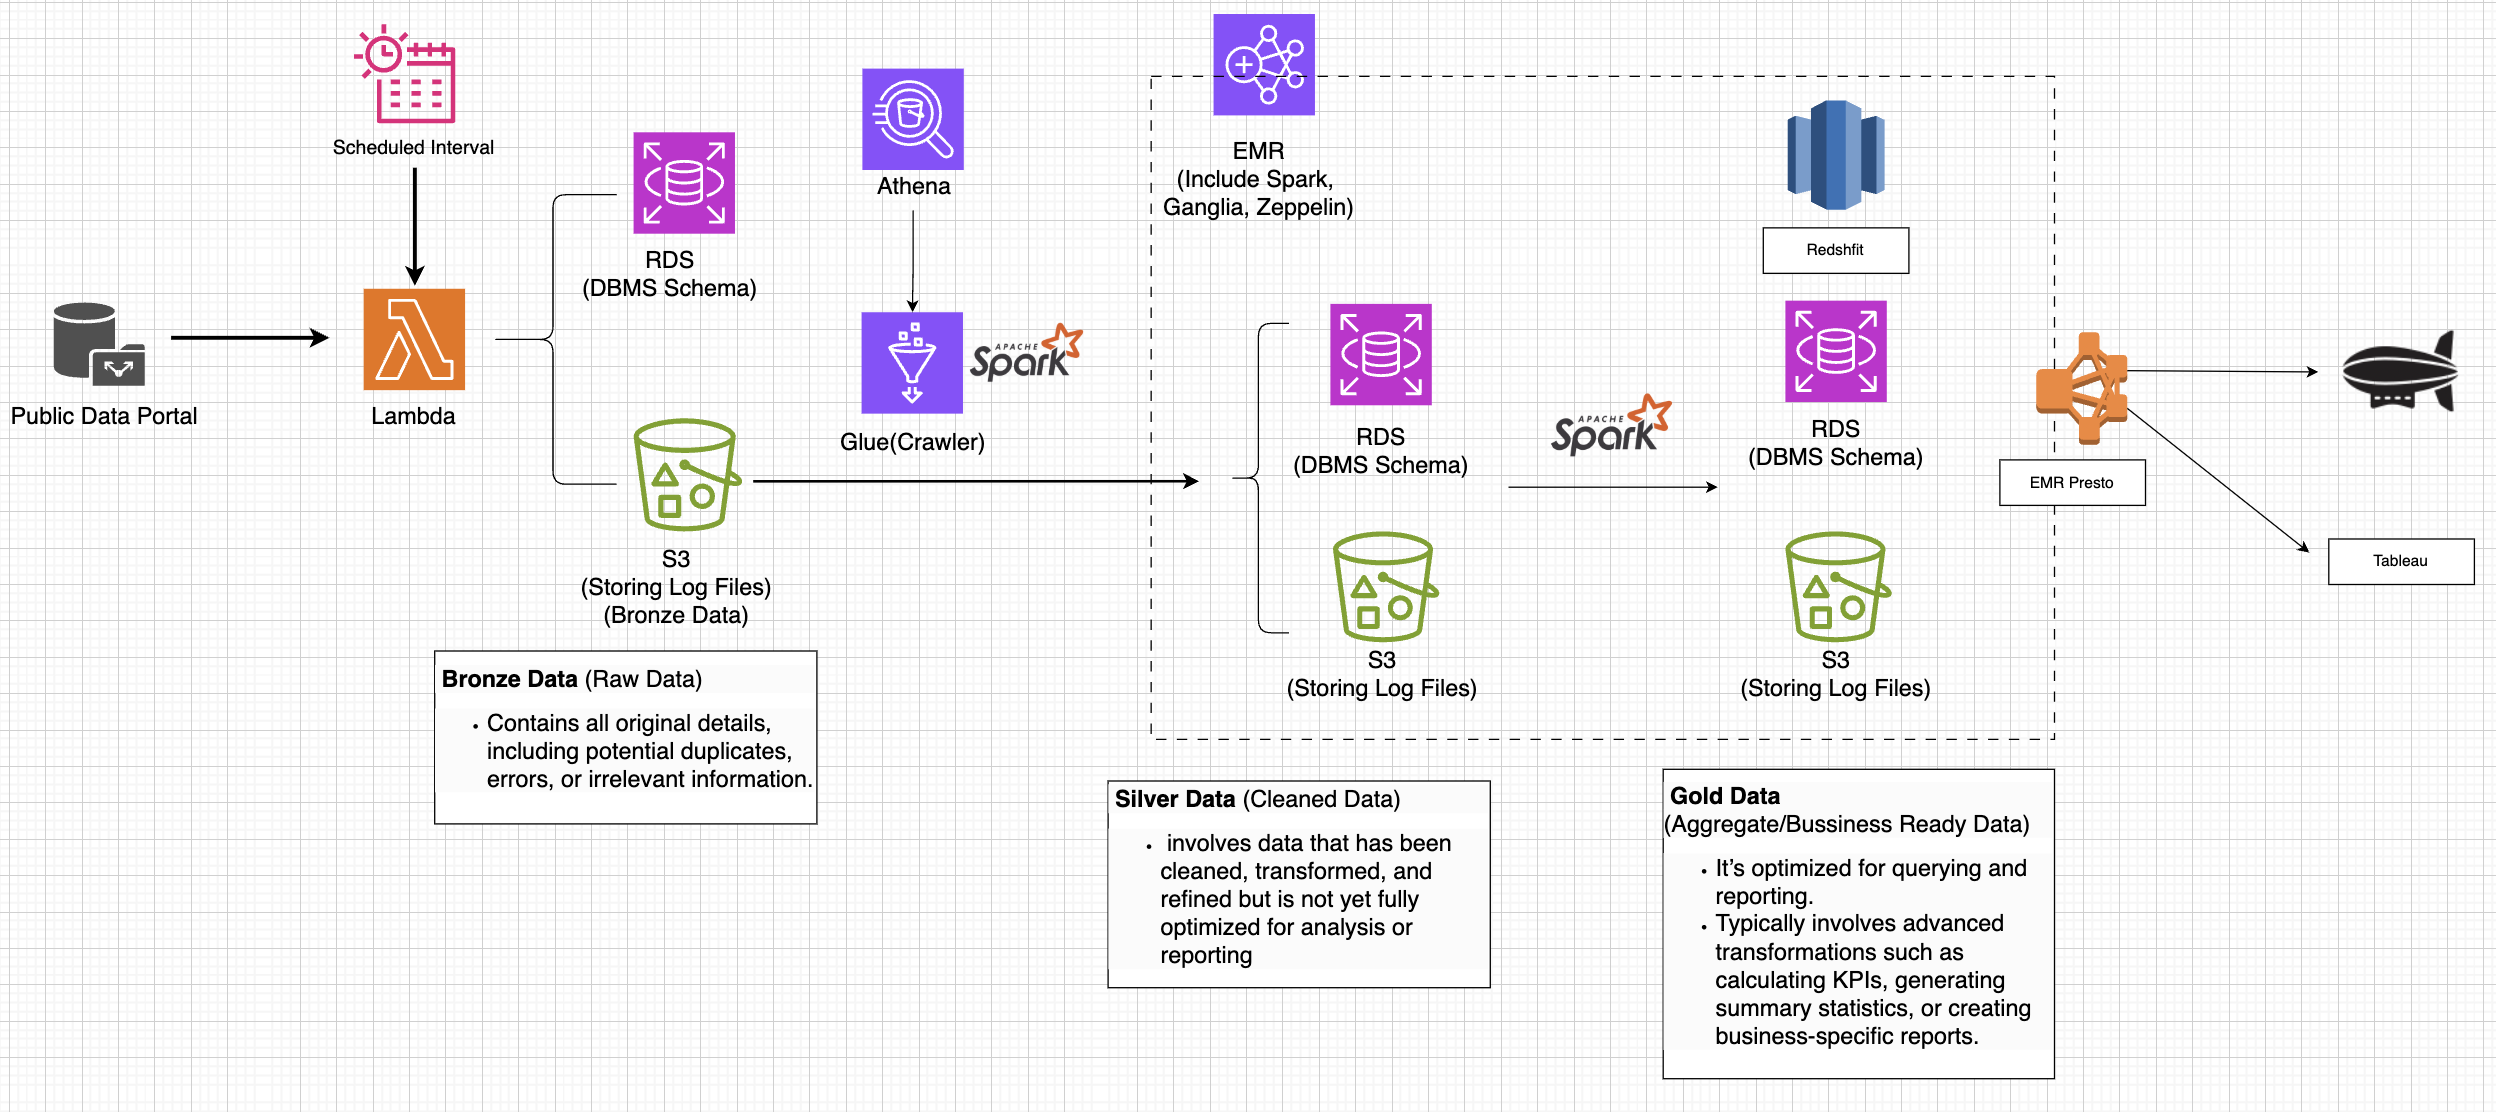 Scheduled Interval
Public Data Portal
Lambda
RDS
(DBMS Schema)
S3
(Storing Log Files)
(Bronze Data)
Bronze Data (Raw Data)
• Contains all original details,
including potential duplicates,
errors, or irrelevant information.
Athena
Glue(Crawler)
APACHE
Spark
EMR
(Include Spark,
Ganglia, Zeppelin)
RDS
(DBMS Schema)
S3
(Storing Log Files)
Silver Data (Cleaned Data)
• involves data that has been
cleaned, transformed, and
refined but is not yet fully
optimized for analysis or
reporting
APACHE
Spark
Redshfit
RDS
(DBMS Schema)
S3
(Storing Log Files)
Gold Data
(Aggregate/Bussiness Ready Data)
• It’s optimized for querying and
reporting.
• Typically involves advanced
transformations such as
calculating KPIs, generating
summary statistics, or creating
business-specific reports.
EMR Presto
Tableau